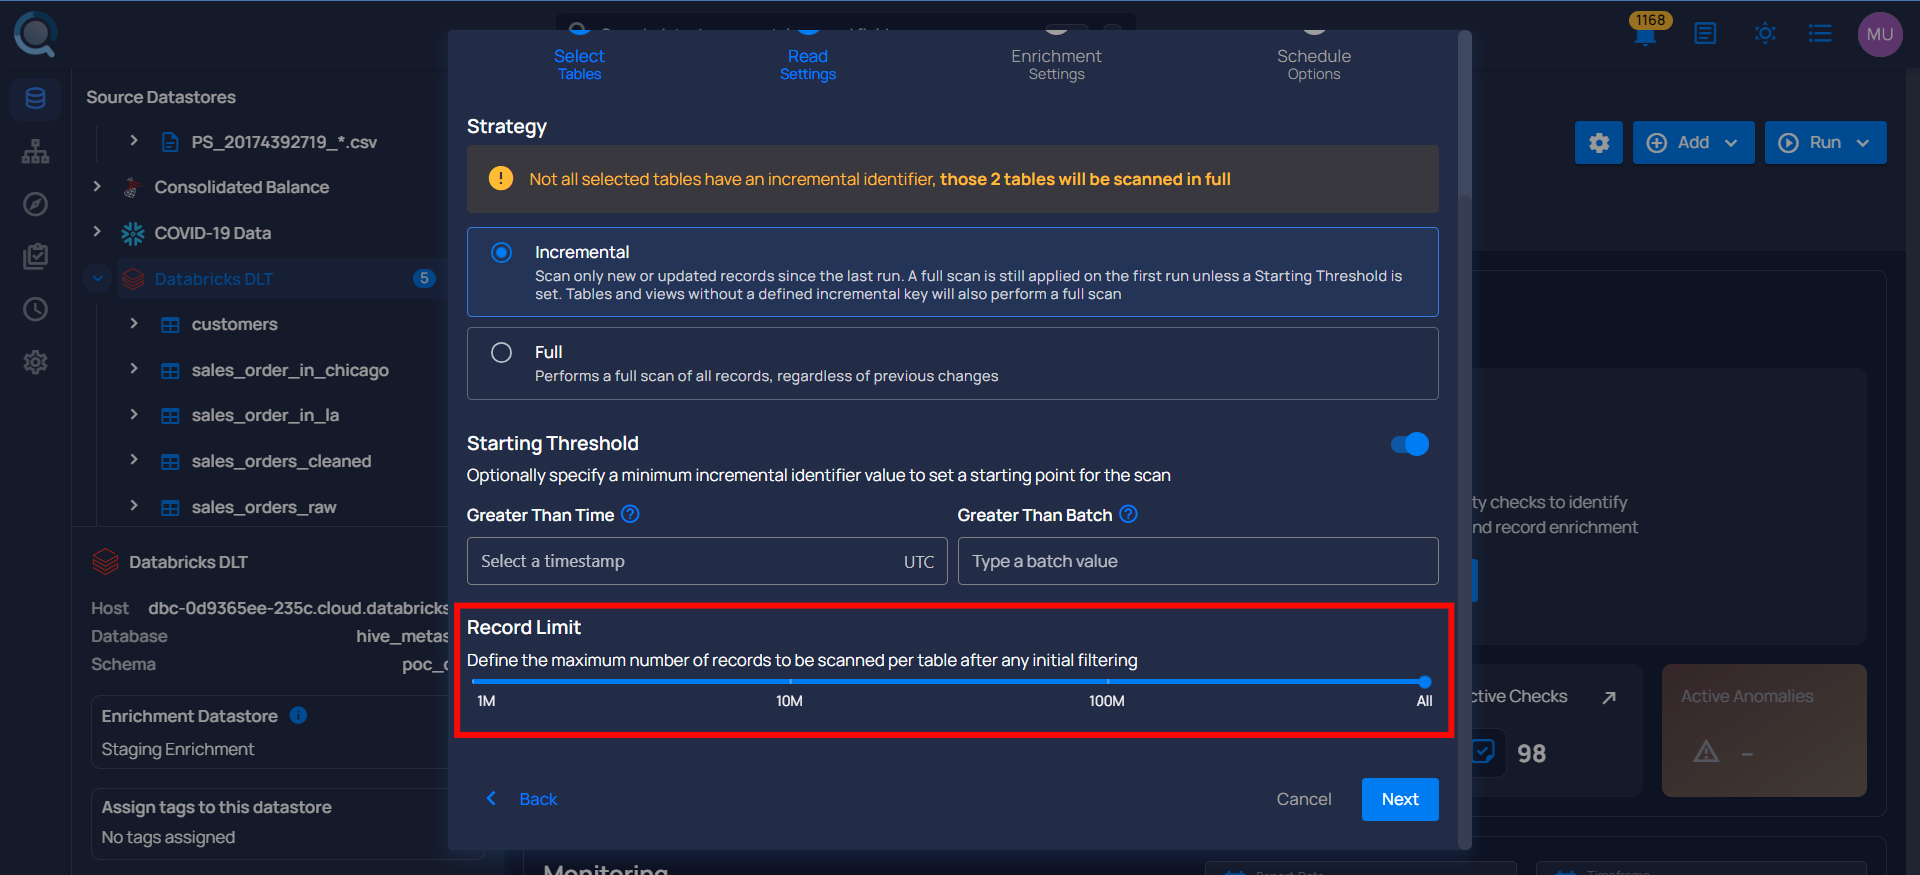 1168
MU
Source Datastores
PS_20174392719_*.csv
Consolidated Balance
COVID-19 Data
Databricks DLT
5
customers
sales_order_in_chicago
sales_order_in_la
sales_orders_cleaned
sales_orders_raw
Databricks DLT
Host dbc-0d9365ee-235c.cloud.databricks
Database hive_metas
Schema poc_
Enrichment Datastore
Staging Enrichment
Assign tags to this datastore
No tags assigned
Select
Tables
Read
Settings
Enrichment
Settings
Schedule
Options
Strategy
Not all selected tables have an incremental identifier, those 2 tables will be scanned in full
Incremental
Scan only new or updated records since the last run. A full scan is still applied on the first run unless a Starting Threshold is
set. Tables and views without a defined incremental key will also perform a full scan
Full
Performs a full scan of all records, regardless of previous changes
Starting Threshold
Optionally specify a minimum incremental identifier value to set a starting point for the scan
Greater Than Time
Greater Than Batch
Select a timestamp UTC
Type a batch value
Record Limit
Define the maximum number of records to be scanned per table after any initial filtering
1M 10M 100M All
Back
Cancel
Next
Add
Run
ty checks to identify
nd record enrichment
ctive Checks
98
Active Anomalies
–
Monitoring